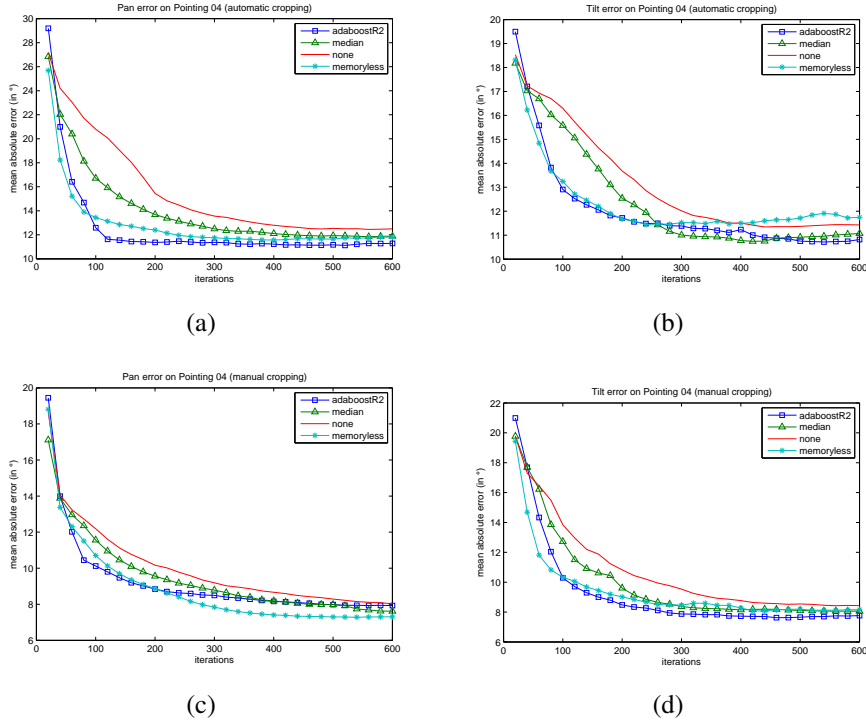 Pan error on Pointing 04 (automatic cropping)
30
28
26
24
22
20
18
16
14
12
10
0 100 200 300 400 500 600
mean absolute error (in °)
iterations
adaboostR2
median
none
memoryless
(a)
Tilt error on Pointing 04 (automatic cropping)
20
19
18
17
16
15
14
13
12
11
10
0 100 200 300 400 500 600
mean absolute error (in °)
iterations
adaboostR2
median
none
memoryless
(b)
Pan error on Pointing 04 (manual cropping)
20
18
16
14
12
10
8
6
0 100 200 300 400 500 600
mean absolute error (in °)
iterations
adaboostR2
median
none
memoryless
(c)
Tilt error on Pointing 04 (manual cropping)
22
20
18
16
14
12
10
8
6
0 100 200 300 400 500 600
mean absolute error (in °)
iterations
adaboostR2
median
none
memoryless
(d)